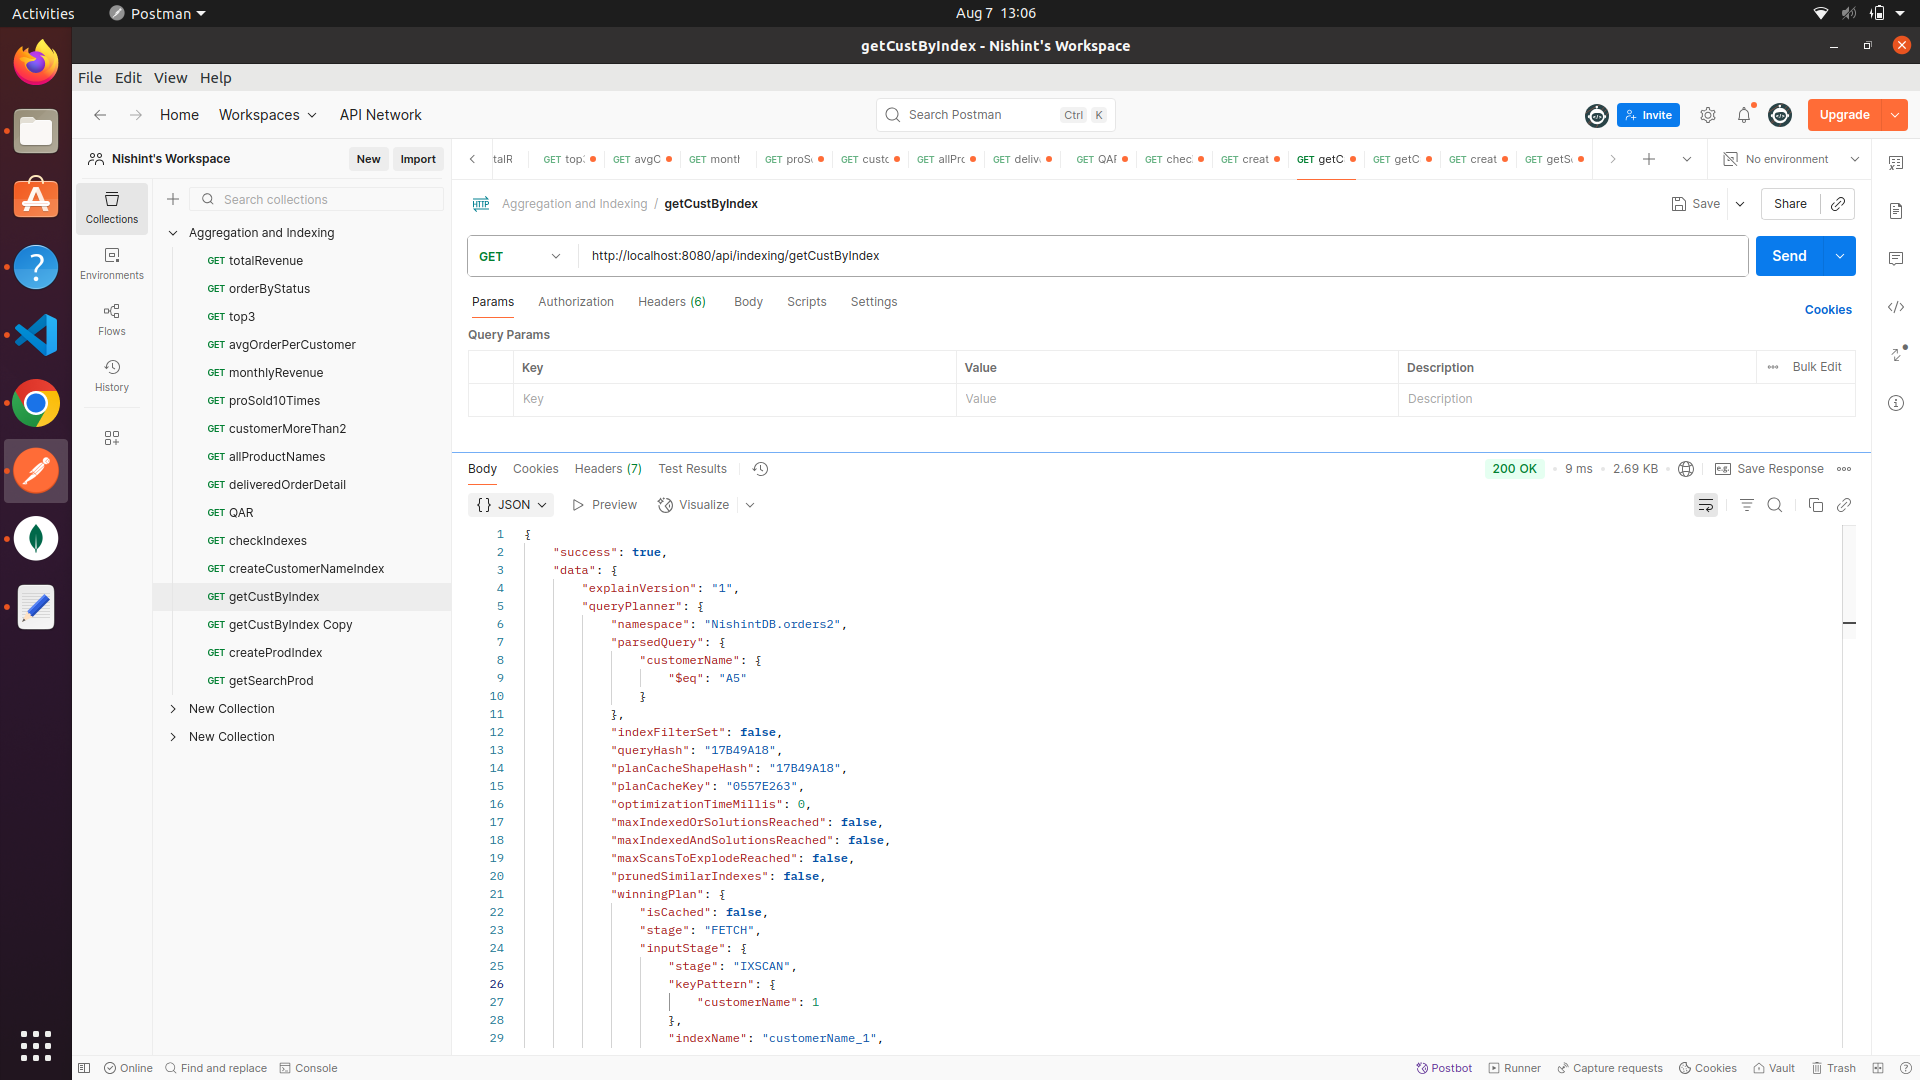 Activities Postman Aug 7 13:06
getCustByIndex - Nishint's Workspace
File Edit View Help
Home Workspaces API Network Search Postman Ctrl K Invite Upgrade
Nishint's Workspace New Import
GET top GET avgC GET month GET proS GET custo GET allPro GET deliv GET QAR GET chec GET creat GET getC GET getC GET creat GET getS No environment
Collections
Environments
Flows
History
Search collections
Aggregation and Indexing
GET totalRevenue
GET orderByStatus
GET top3
GET avgOrderPerCustomer
GET monthlyRevenue
GET proSold10Times
GET customerMoreThan2
GET allProductNames
GET deliveredOrderDetail
GET QAR
GET checkIndexes
GET createCustomerNameIndex
GET getCustByIndex
GET getCustByIndex Copy
GET createProdIndex
GET getSearchProd
New Collection
New Collection
HTTP Aggregation and Indexing / getCustByIndex Save Share
GET http://localhost:8080/api/indexing/getCustByIndex Send
Params Authorization Headers (6) Body Scripts Settings Cookies
Query Params
Key Value Description Bulk Edit
Key Value Description
Body Cookies Headers (7) Test Results 200 OK 9 ms 2.69 KB e.g. Save Response
{} JSON Preview Visualize
1 {
2 "success": true,
3 "data": {
4 "explainVersion": "1",
5 "queryPlanner": {
6 "namespace": "NishintDB.orders2",
7 "parsedQuery": {
8 "customerName": {
9 "$eq": "A5"
10 }
11 },
12 "indexFilterSet": false,
13 "queryHash": "17B49A18",
14 "planCacheShapeHash": "17B49A18",
15 "planCacheKey": "0557E263",
16 "optimizationTimeMillis": 0,
17 "maxIndexedOrSolutionsReached": false,
18 "maxIndexedAndSolutionsReached": false,
19 "maxScansToExplodeReached": false,
20 "prunedSimilarIndexes": false,
21 "winningPlan": {
22 "isCached": false,
23 "stage": "FETCH",
24 "inputStage": {
25 "stage": "IXSCAN",
26 "keyPattern": {
27 "customerName": 1
28 },
29 "indexName": "customerName_1",
Online Find and replace Console Postbot Runner Capture requests Cookies Vault Trash